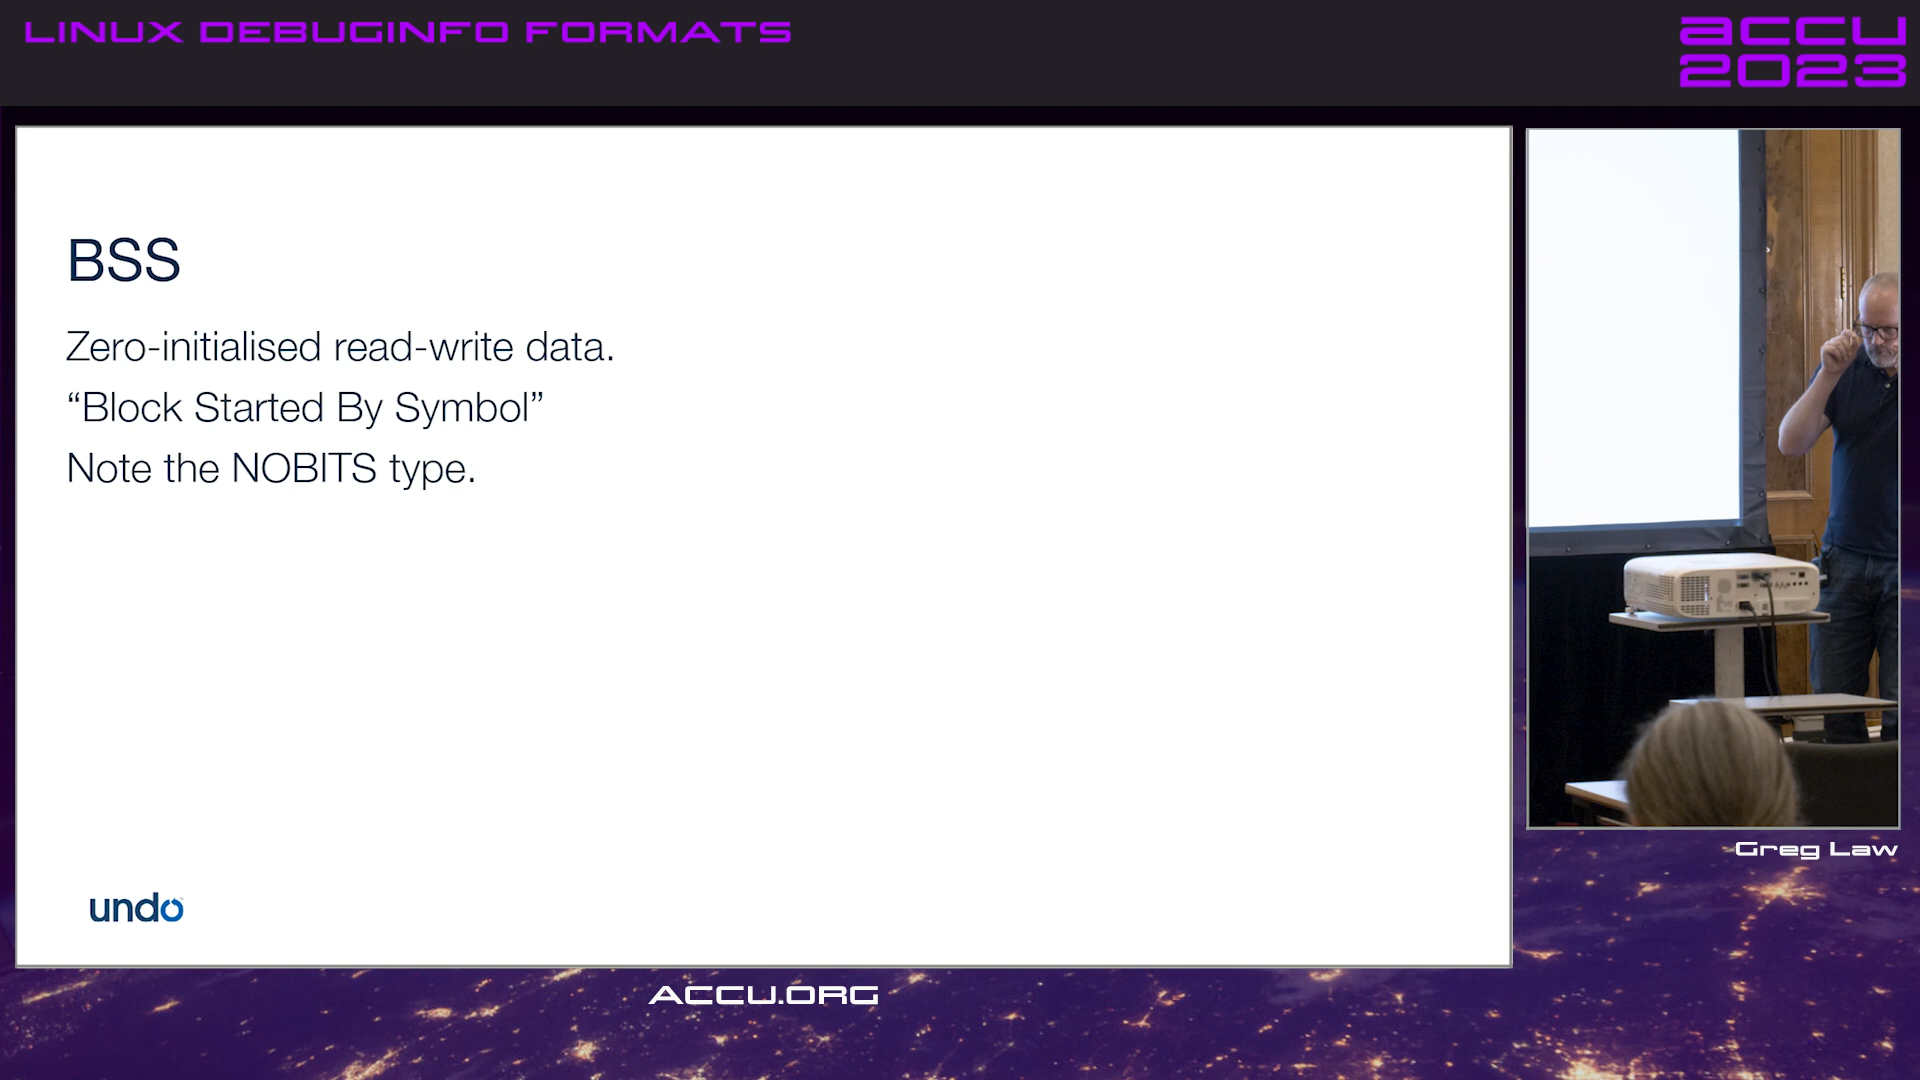 LINUX DEBUGINFO FORMATS
accu
2023
BSS
Zero-initialised read-write data.
“Block Started By Symbol”
Note the NOBITS type.
undo
Greg Law
ACCU.ORG